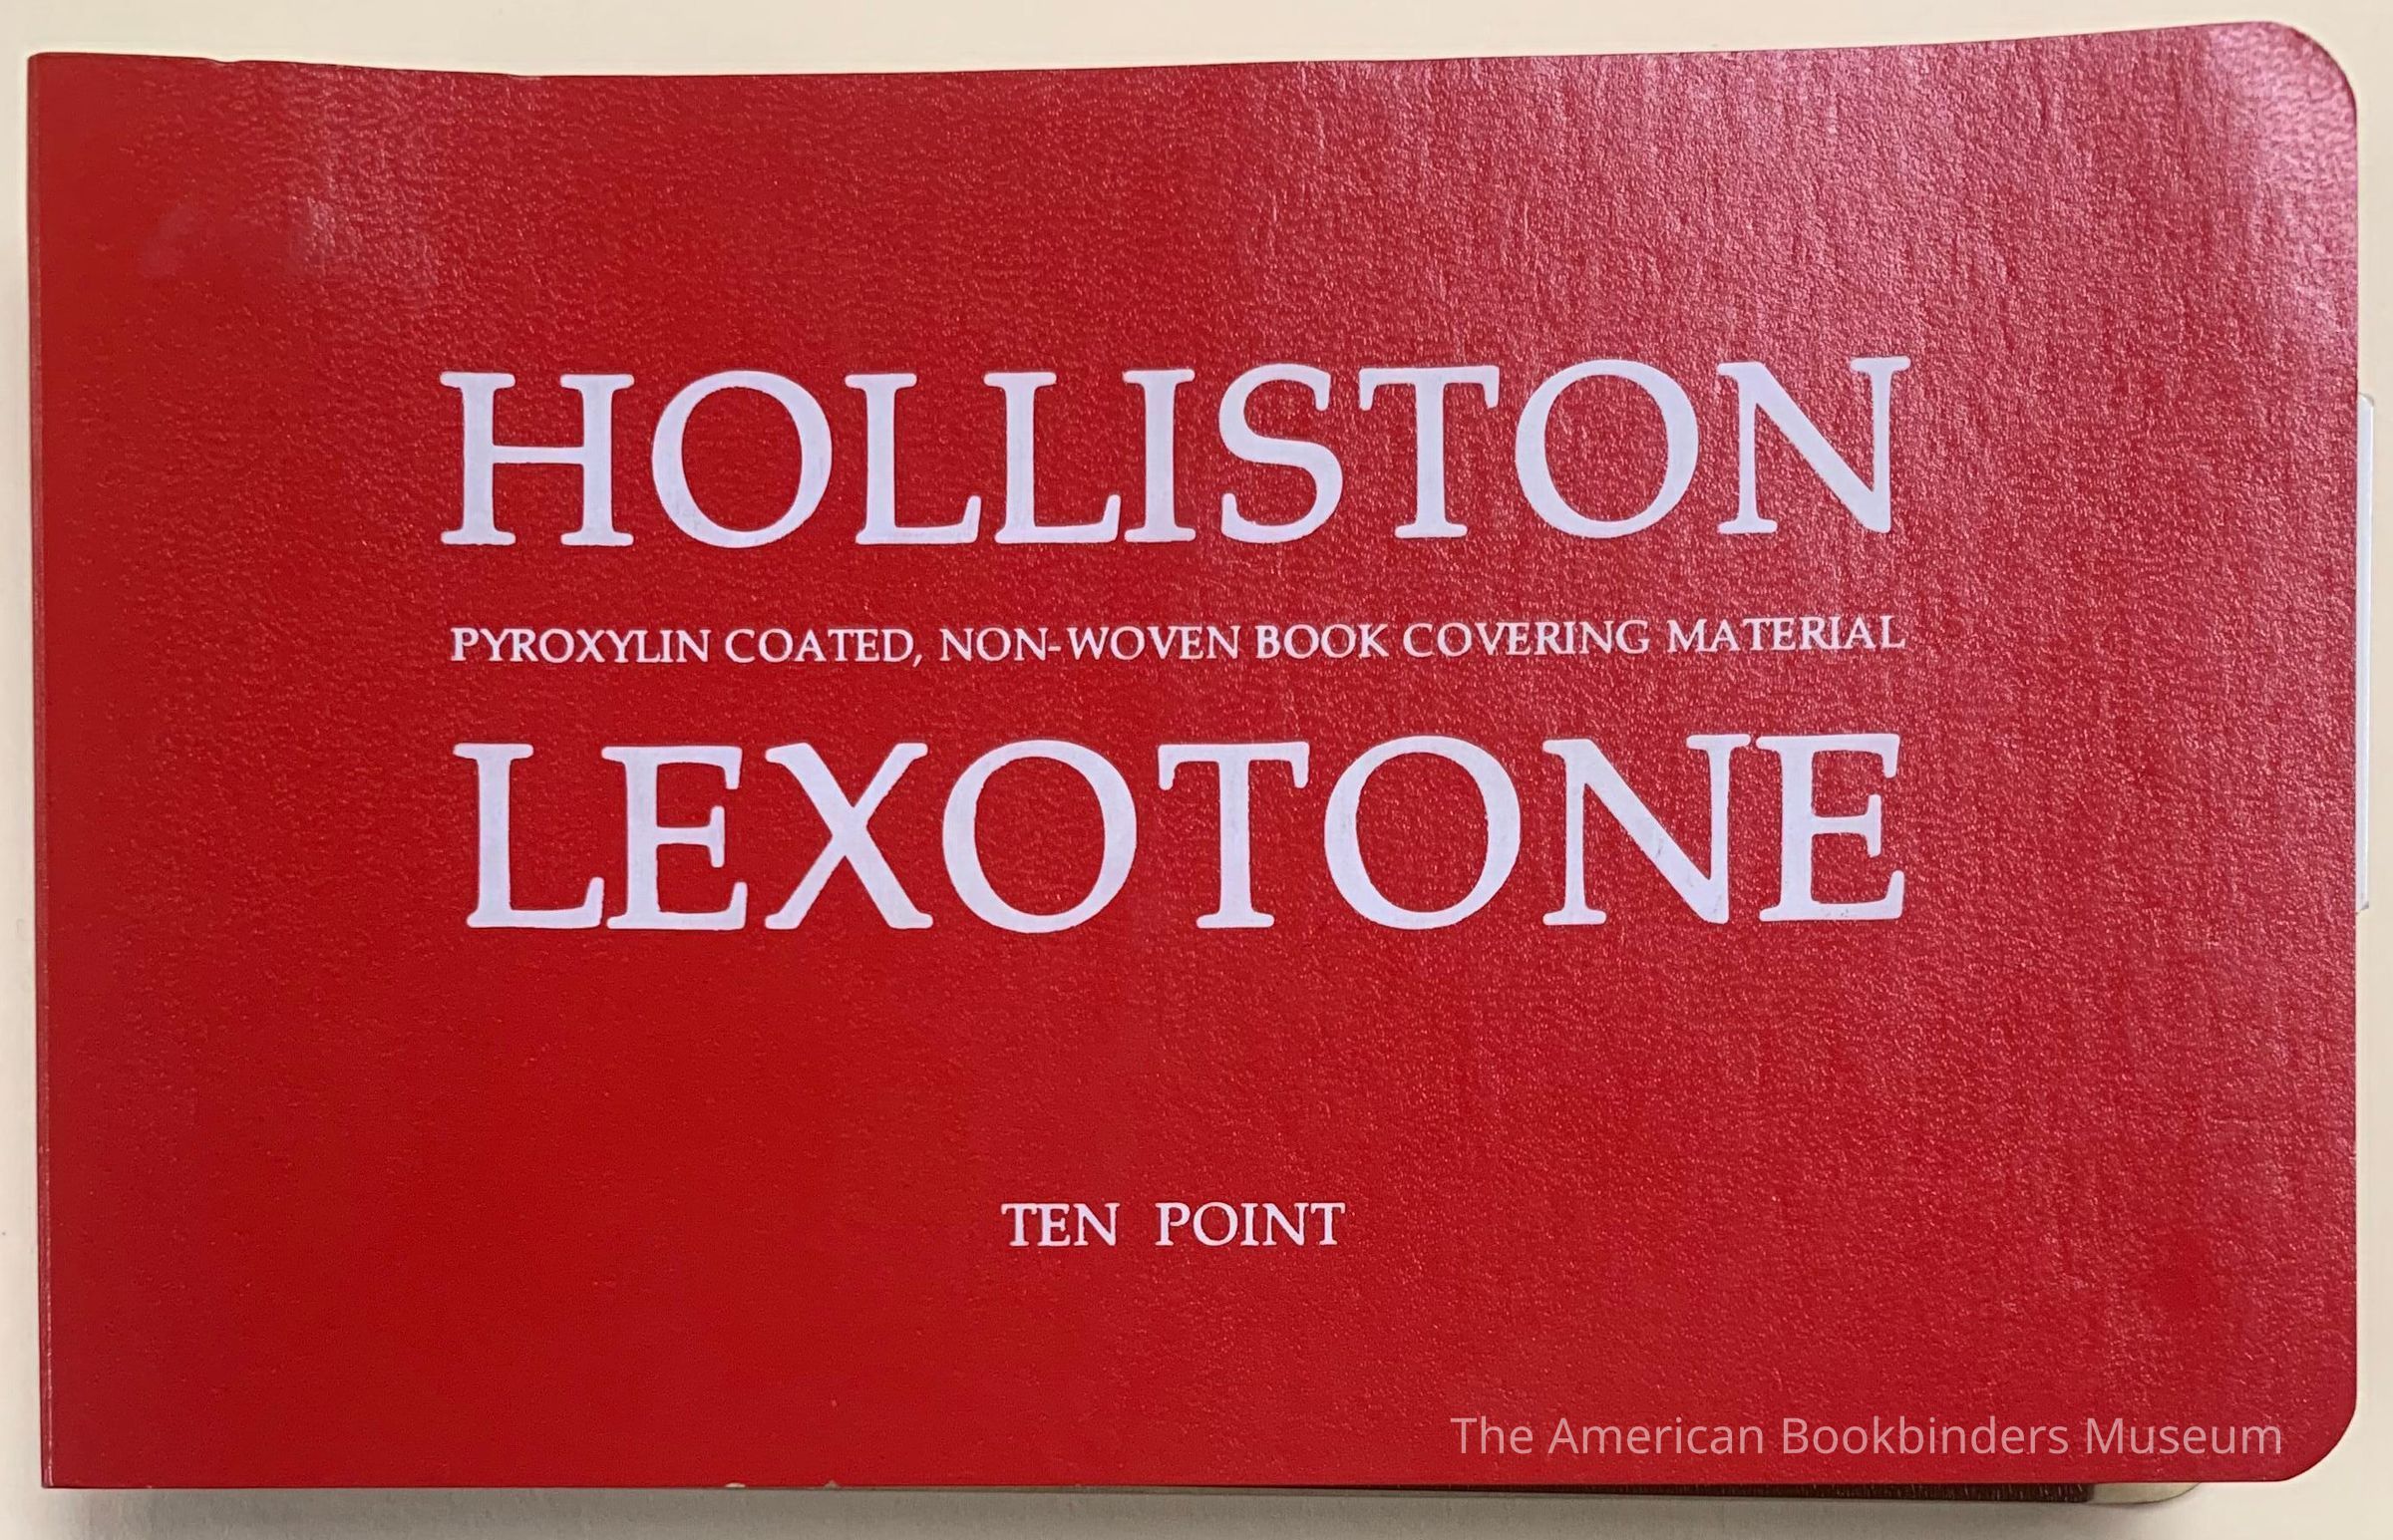 HOLLISTON
PYROXYLIN COATED, NON-WOVEN BOOK COVERING MATERIAL
LEXOTONE
TEN POINT
The American Bookbinders Museum